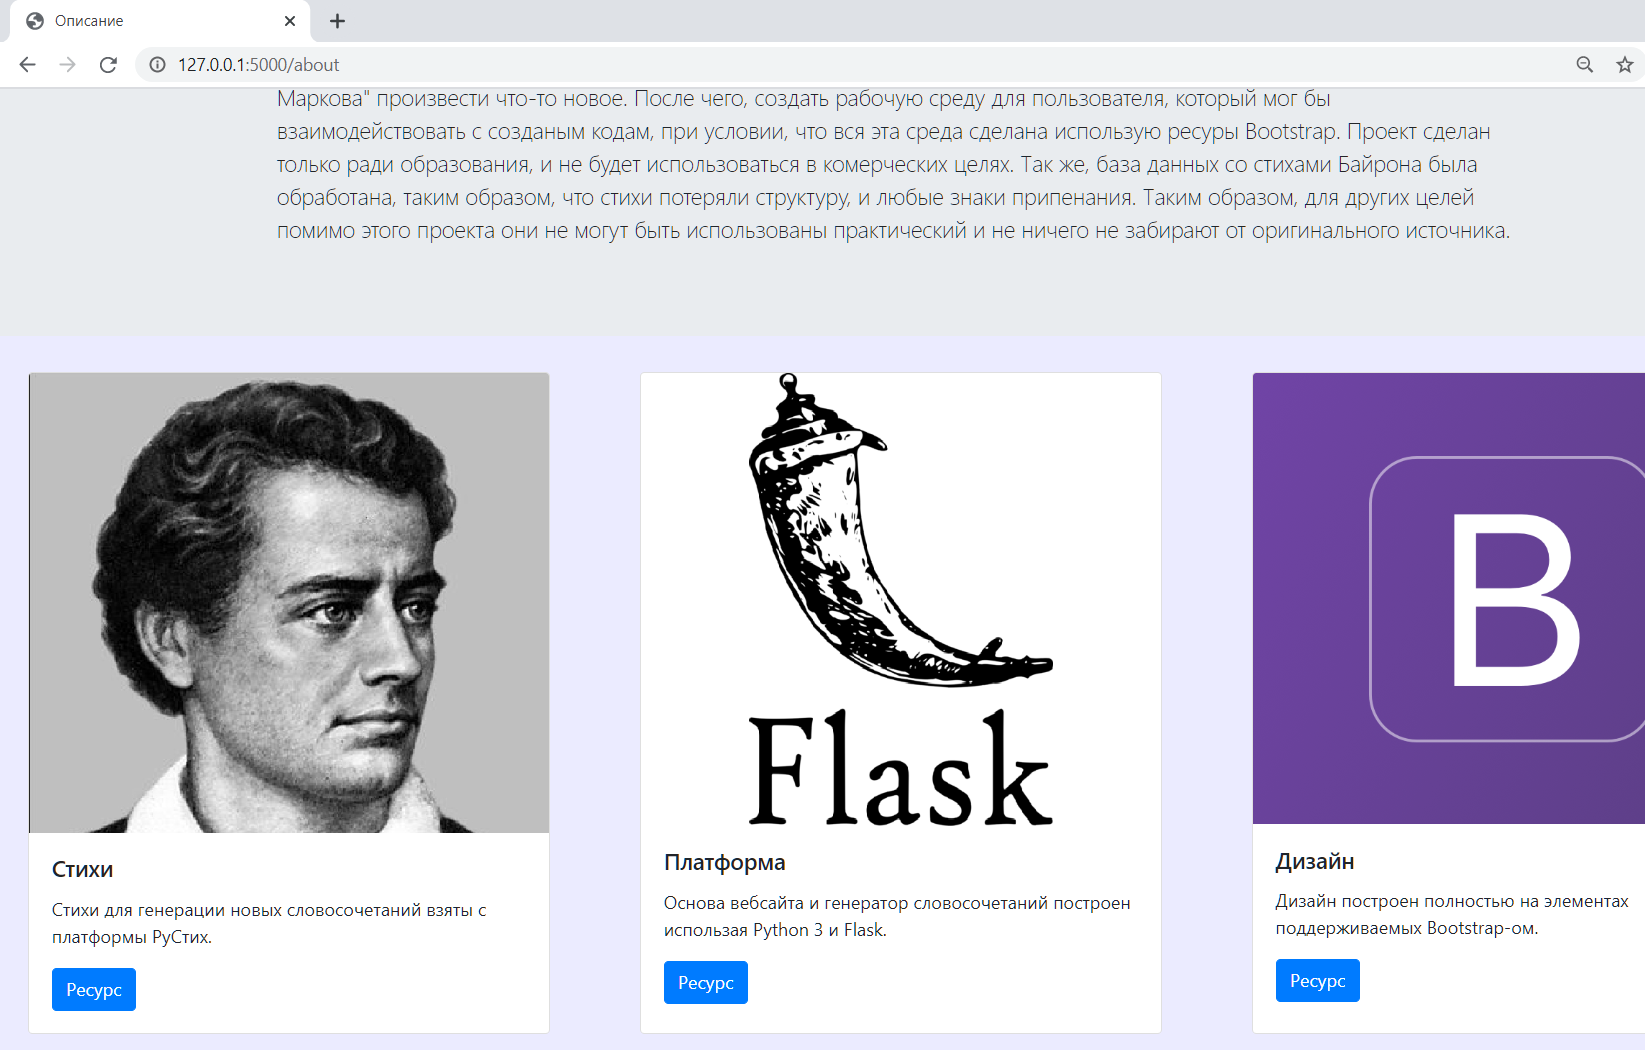 Описание
127.0.0.1:5000/about
Маркова" произвести что-то новое. После чего, создать рабочую среду для пользователя, который мог бы
взаимодействовать с созданым кодам, при условии, что вся эта среда сделана использую ресуры Bootstrap. Проект сделан
только ради образования, и не будет использоваться в комерческих целях. Так же, база данных со стихами Байрона была
обработана, таким образом, что стихи потеряли структуру, и любые знаки припенания. Таким образом, для других целей
помимо этого проекта они не могут быть использованы практический и не ничего не забирают от оригинального источника.
Стихи
Стихи для генерации новых словосочетаний взяты с
платформы РуСтих.
Ресурс
Flask
Платформа
Основа вебсайта и генератор словосочетаний построен
использая Python 3 и Flask.
Ресурс
B
Дизайн
Дизайн построен полностью на элементах
поддерживаемых Bootstrap-ом.
Ресурс